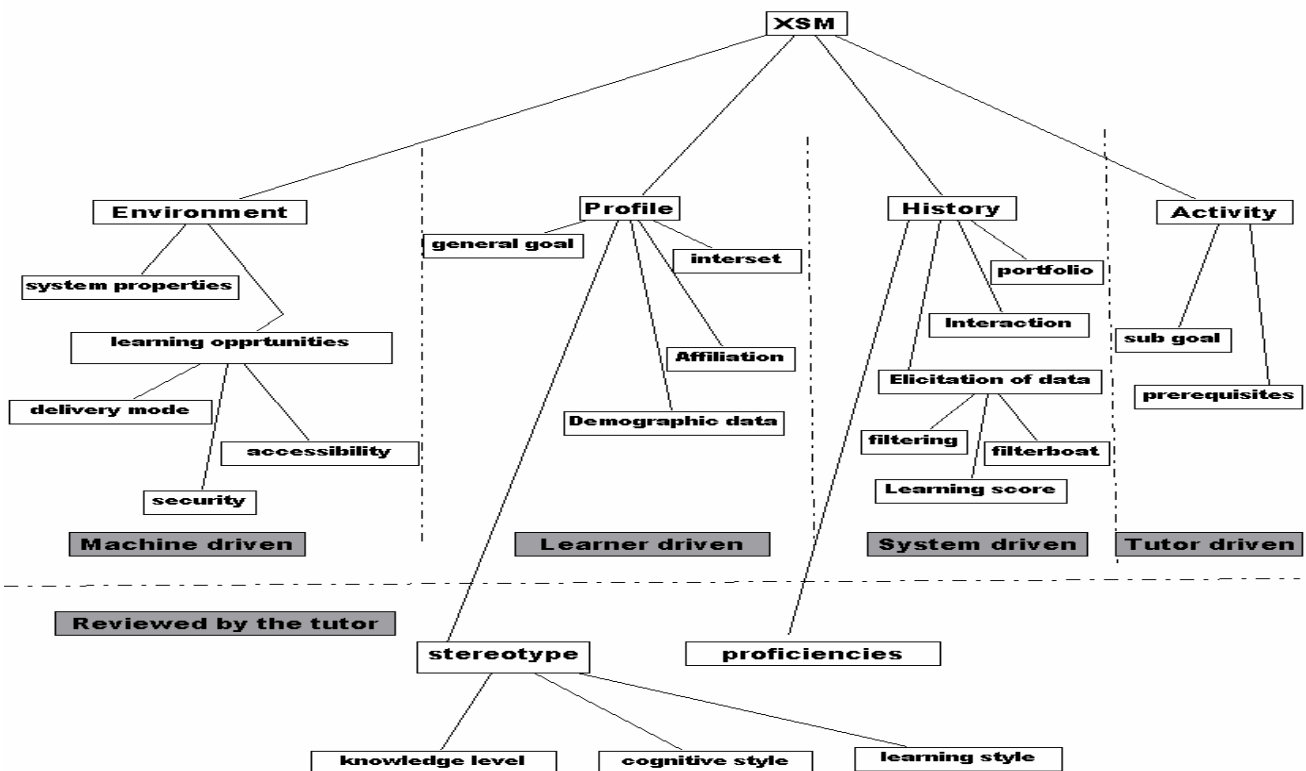 XSM
Environment
Profile
History
Activity
general goal
interset
system properties
portfolio
Interaction
learning opprtunities
sub goal
Affiliation
Elicitation of data
prerequisites
delivery mode
Demographic data
accessibility
filtering
filterboat
security
Learning score
Machine driven
Learner driven
System driven
Tutor driven
Reviewed by the tutor
stereotype
proficiencies
knowledge level
cognitive style
learning style